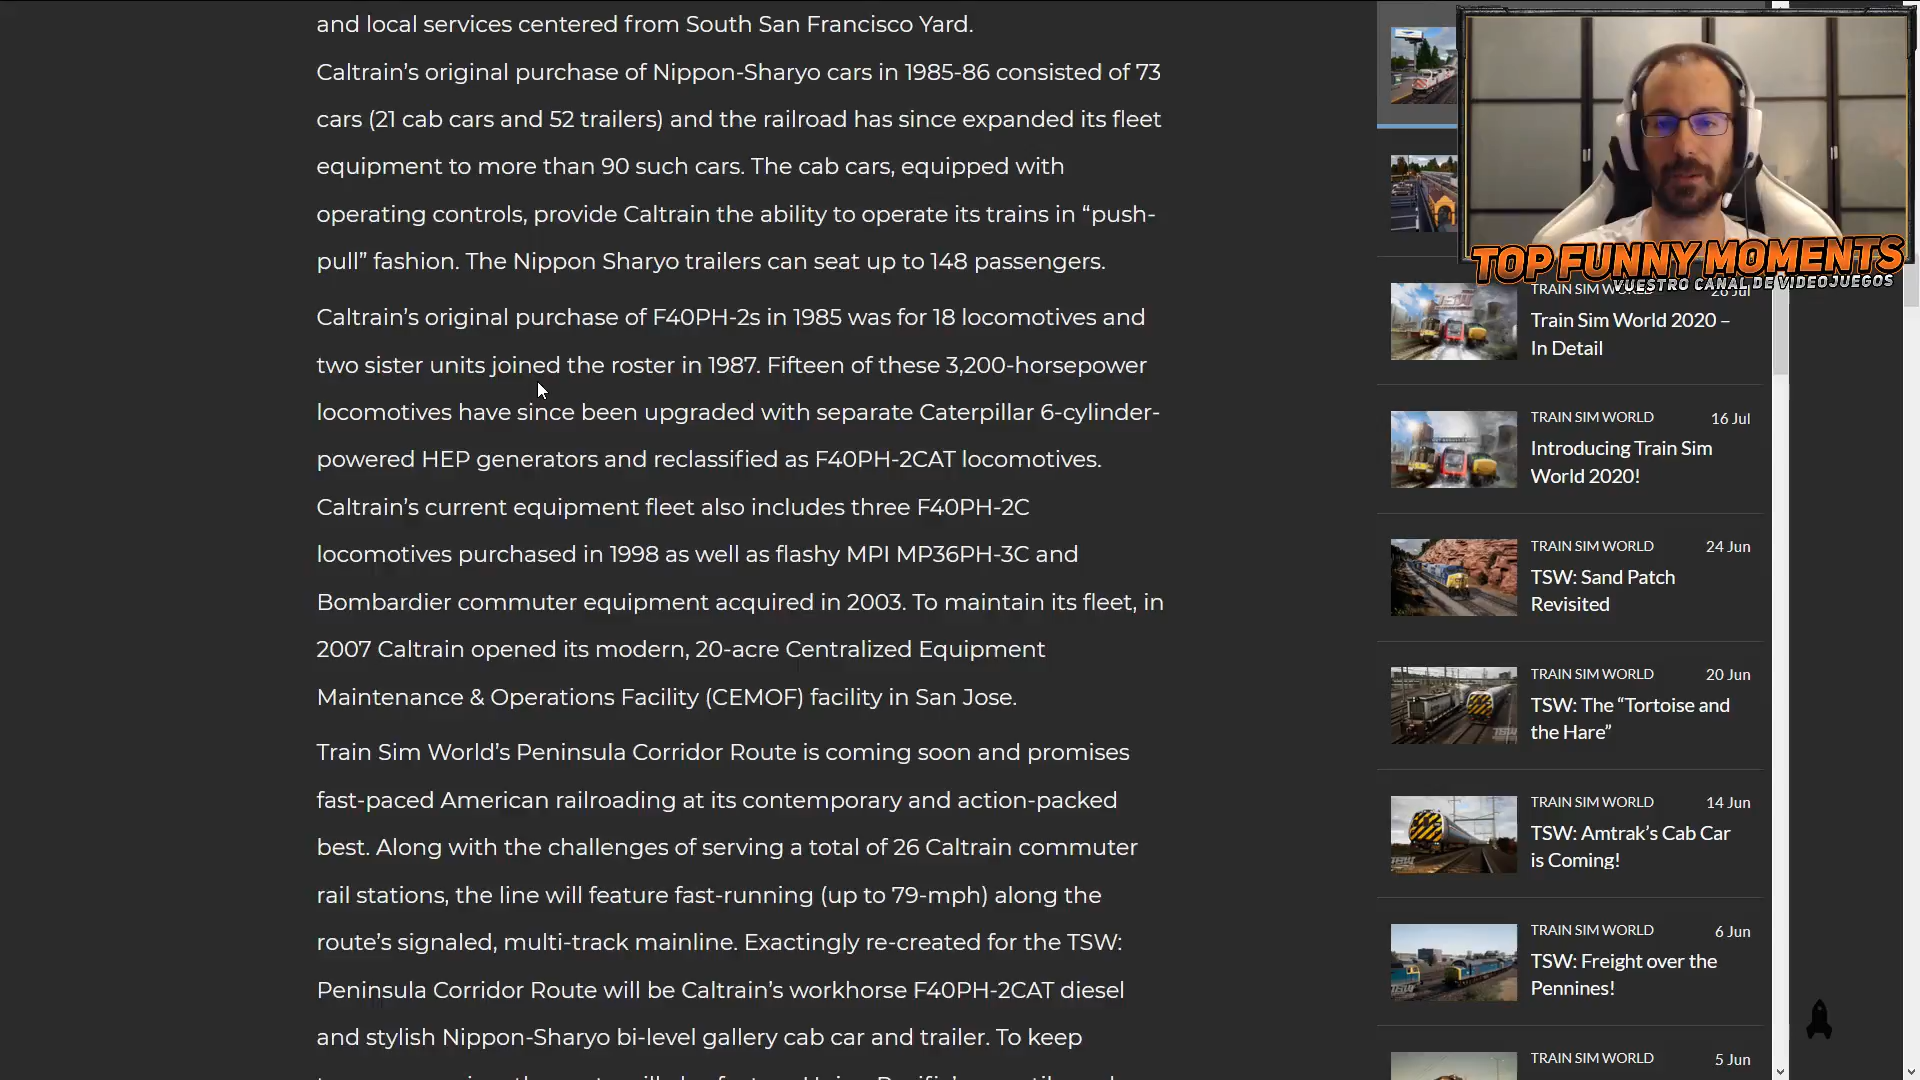 and local services centered from South San Francisco Yard.
Caltrain’s original purchase of Nippon-Sharyo cars in 1985-86 consisted of 73
cars (21 cab cars and 52 trailers) and the railroad has since expanded its fleet
equipment to more than 90 such cars. The cab cars, equipped with
operating controls, provide Caltrain the ability to operate its trains in “push-
pull” fashion. The Nippon Sharyo trailers can seat up to 148 passengers.
Caltrain’s original purchase of F40PH-2s in 1985 was for 18 locomotives and
two sister units joined the roster in 1987. Fifteen of these 3,200-horsepower
locomotives have since been upgraded with separate Caterpillar 6-cylinder-
powered HEP generators and reclassified as F40PH-2CAT locomotives.
Caltrain’s current equipment fleet also includes three F40PH-2C
locomotives purchased in 1998 as well as flashy MPI MP36PH-3C and
Bombardier commuter equipment acquired in 2003. To maintain its fleet, in
2007 Caltrain opened its modern, 20-acre Centralized Equipment
Maintenance & Operations Facility (CEMOF) facility in San Jose.
Train Sim World’s Peninsula Corridor Route is coming soon and promises
fast-paced American railroading at its contemporary and action-packed
best. Along with the challenges of serving a total of 26 Caltrain commuter
rail stations, the line will feature fast-running (up to 79-mph) along the
route’s signaled, multi-track mainline. Exactingly re-created for the TSW:
Peninsula Corridor Route will be Caltrain’s workhorse F40PH-2CAT diesel
and stylish Nippon-Sharyo bi-level gallery cab car and trailer. To keep
TOP FUNNY MOMENTS
VUESTRO CANAL DE VIDEOJUEGOS
TRAIN SIM
Train Sim World 2020 –
In Detail
TRAIN SIM WORLD 16 Jul
Introducing Train Sim
World 2020!
TRAIN SIM WORLD 24 Jun
TSW: Sand Patch
Revisited
TRAIN SIM WORLD 20 Jun
TSW: The “Tortoise and
the Hare”
TRAIN SIM WORLD 14 Jun
TSW: Amtrak’s Cab Car
is Coming!
TRAIN SIM WORLD 6 Jun
TSW: Freight over the
Pennines!
TRAIN SIM WORLD 5 Jun